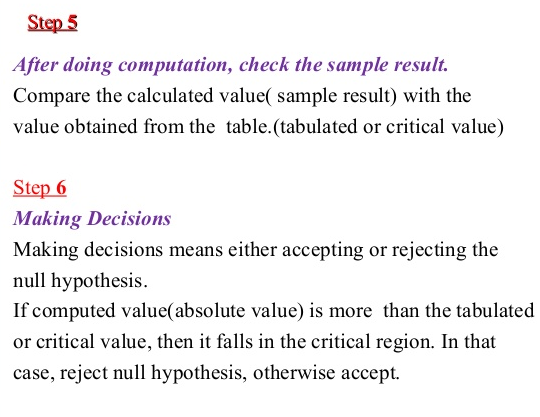 Step 5
After doing computation, check the sample result.
Compare the calculated value( sample result) with the
value obtained from the  table.(tabulated or critical value)
Step 6
Making Decisions
Making decisions means either accepting or rejecting the
null hypothesis.
If computed value(absolute value) is more  than the tabulated
or critical value, then it falls in the critical region. In that
case, reject null hypothesis, otherwise accept.